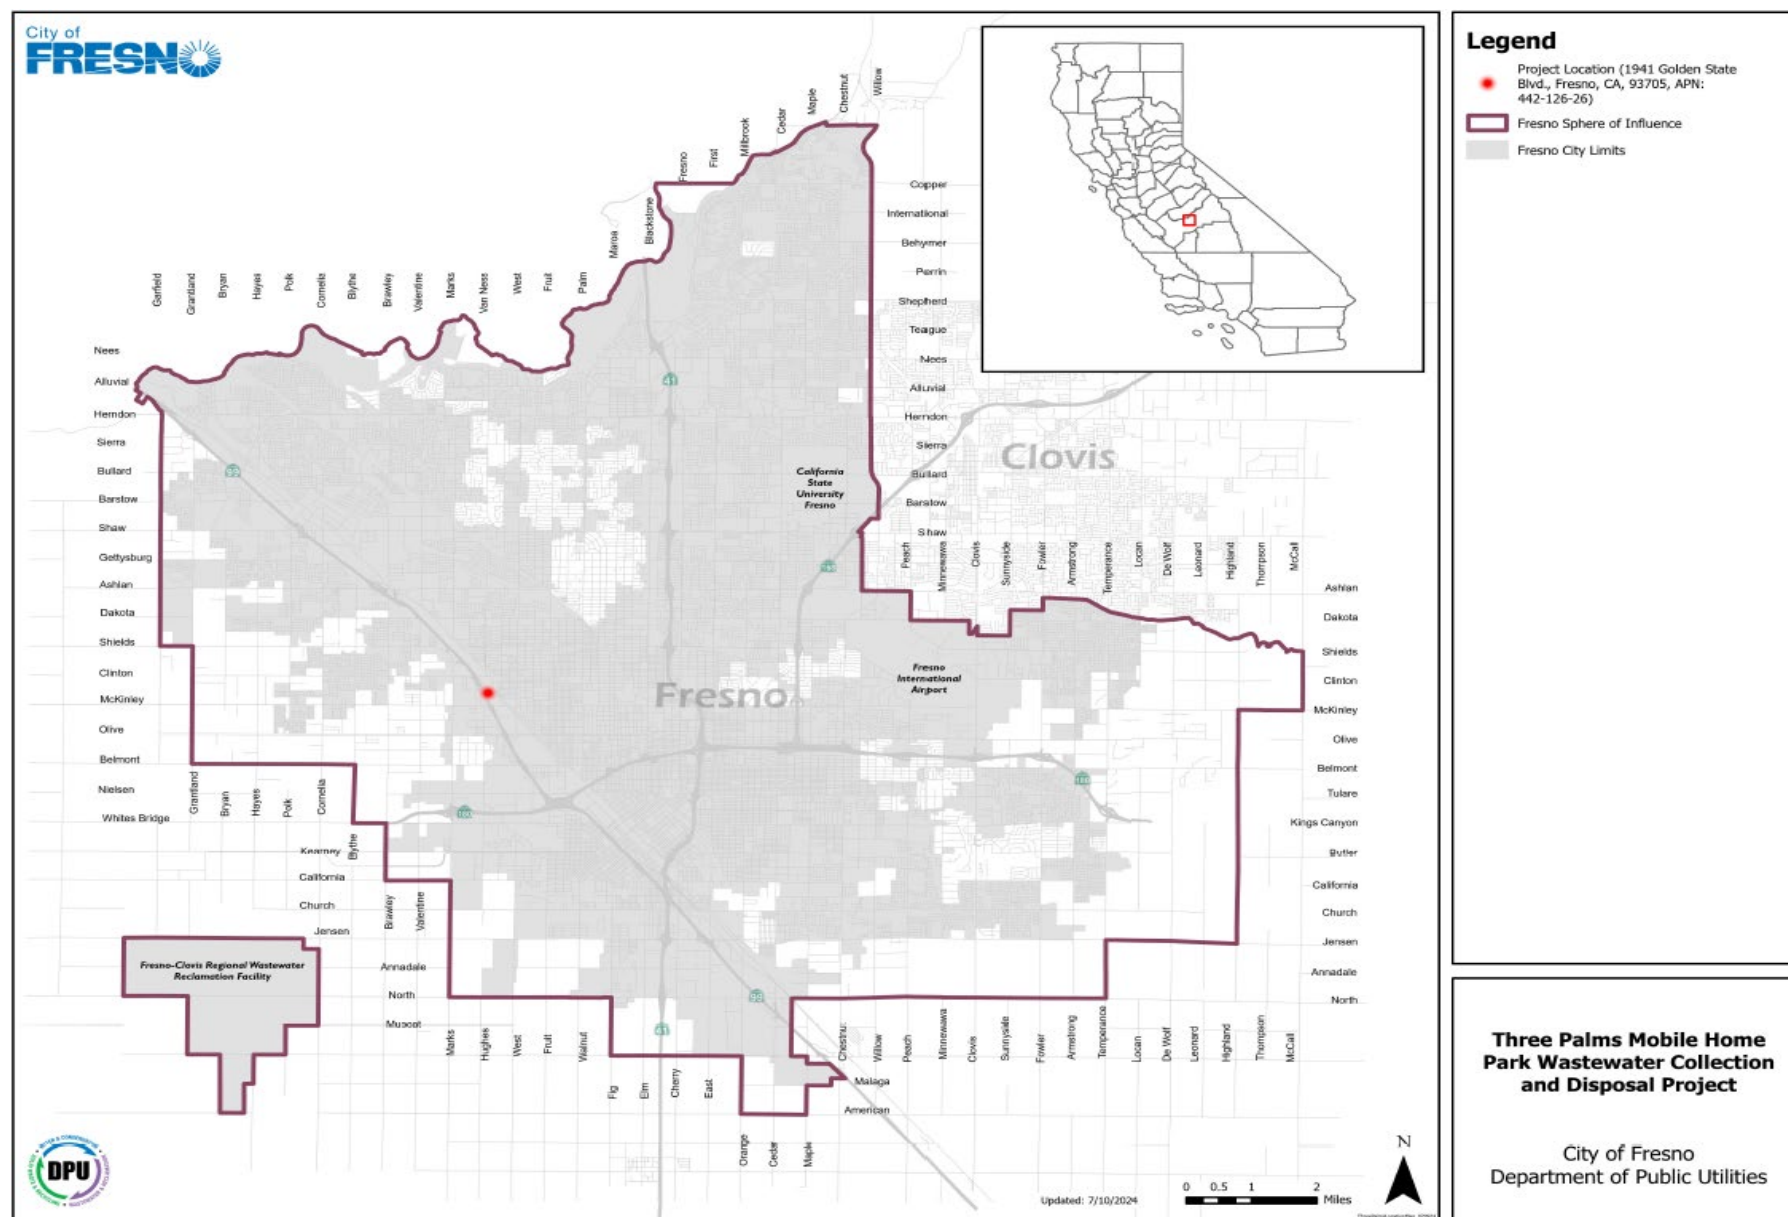 City of
FRESNO
Legend
Project Location (1941 Golden State
Blvd., Fresno, CA, 93705, APN:
442-126-26)
Fresno Sphere of Influence
Fresno City Limits
Willow
Chestnut
Maple
Cedar
Millbrook
First
Fresno
Blackstone
Maroa
Garfield
Grantland
Bryan
Hayes
Polk
Cornelia
Blythe
Brawley
Valentine
Marks
Van Ness
West
Fruit
Palm
Copper
International
Behymer
Perrin
Shepherd
Teague
Nees
Alluvial
Herndon
Sierra
Bullard
Barstow
Shaw
Nees
Alluvial
Herndon
Sierra
Bullard
Barstow
Shaw
Gettysburg
Ashlan
Dakota
Shields
Clinton
McKinley
Olive
Belmont
Nielsen
Whites Bridge
41
99
Clovis
California
State
University
Fresno
Peach
Minnewawa
Clovis
Sunnyside
Fowler
Armstrong
Temperance
Locan
De Wolf
Leonard
Highland
Thompson
McCall
Ashlan
Dakota
Shields
Clinton
McKinley
Olive
Belmont
Tulare
Kings Canyon
Butler
California
Church
Jensen
Annadale
North
Fresno
International
Airport
Fresno
Grantland
Bryan
Hayes
Polk
Cornelia
Blythe
Kearney
California
Church
Jensen
Brawley
Valentine
Annadale
North
Muscat
Fresno-Clovis Regional Wastewater
Reclamation Facility
99
41
Marks
Hughes
West
Fruit
Walnut
Fig
Elm
Cherry
East
Orange
Cedar
Maple
Malaga
American
Willow
Peach
Minnewawa
Clovis
Sunnyside
Fowler
Armstrong
Temperance
Locan
De Wolf
Leonard
Highland
Thompson
McCall
DPU
Updated: 7/10/2024
0 0.5 1 2
Miles
N
Three Palms Mobile Home
Park Wastewater Collection
and Disposal Project
City of Fresno
Department of Public Utilities